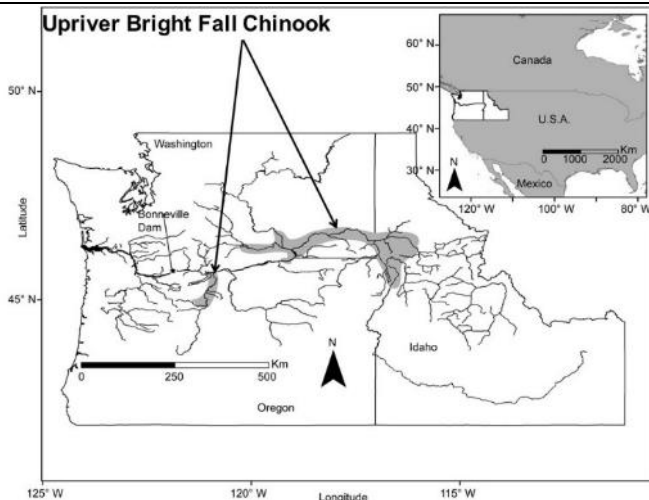 Upriver Bright Fall Chinook
60° N
Canada
50° N
50° N
Washington
U.S.A.
40° N
0 1000 2000 Km
30° N
N
Mexico
120° W 100° W 80° W
Latitude
Bonneville
Dam
45° N
Km
0 250 500
N
Idaho
Oregon
125° W 120° W 115° W
Longitude